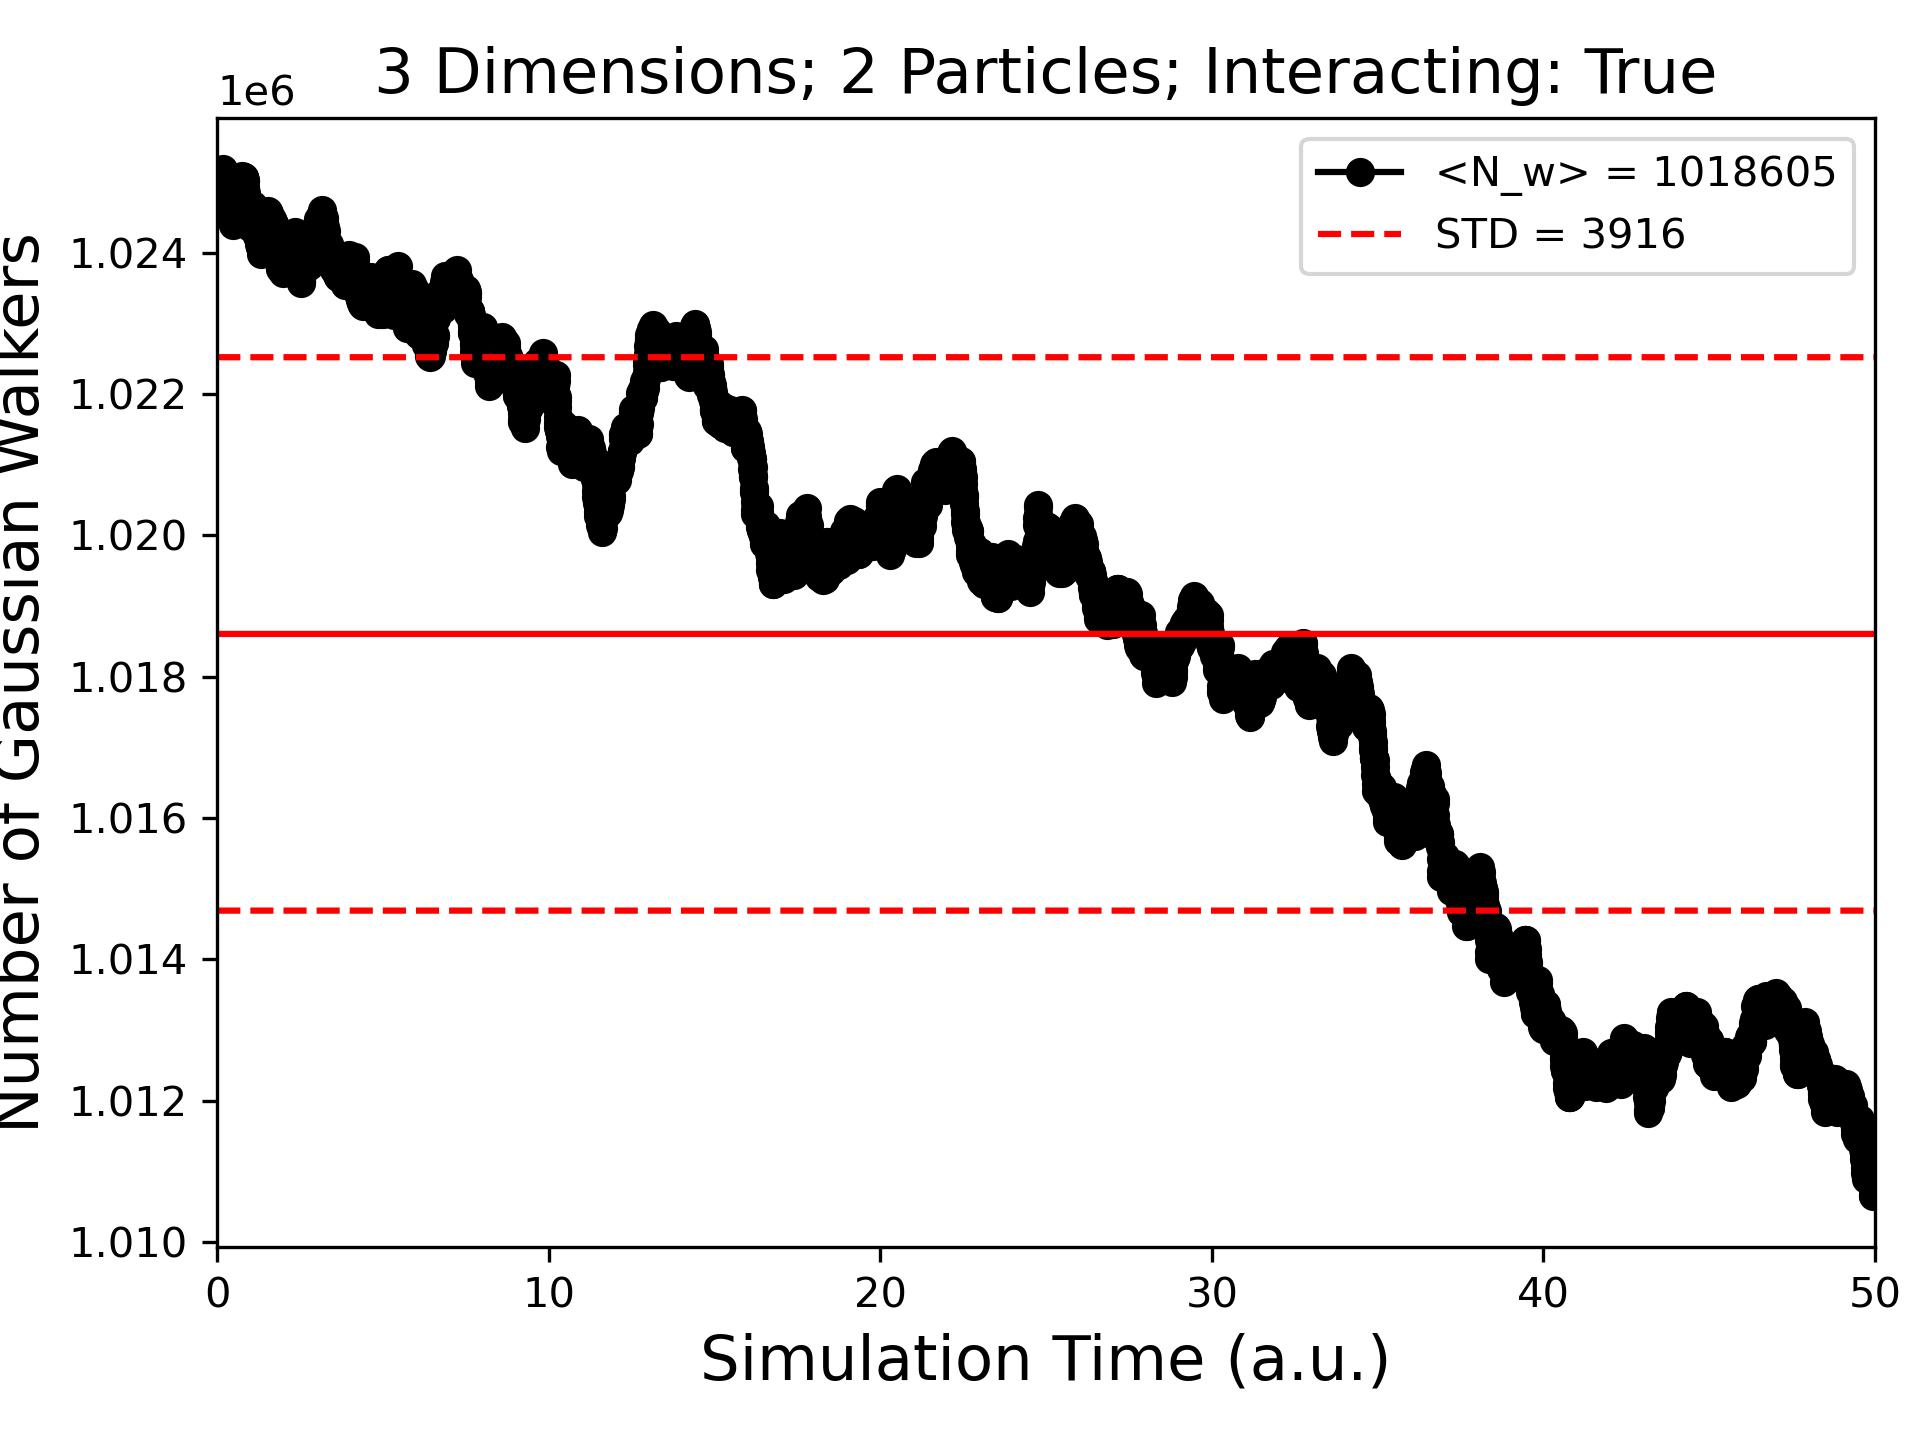 3 Dimensions; 2 Particles; Interacting: True
1e6
<N_w> = 1018605
STD = 3916
Number of Gaussian Walkers
1.024
1.022
1.020
1.018
1.016
1.014
1.012
1.010
0 10 20 30 40 50
Simulation Time (a.u.)